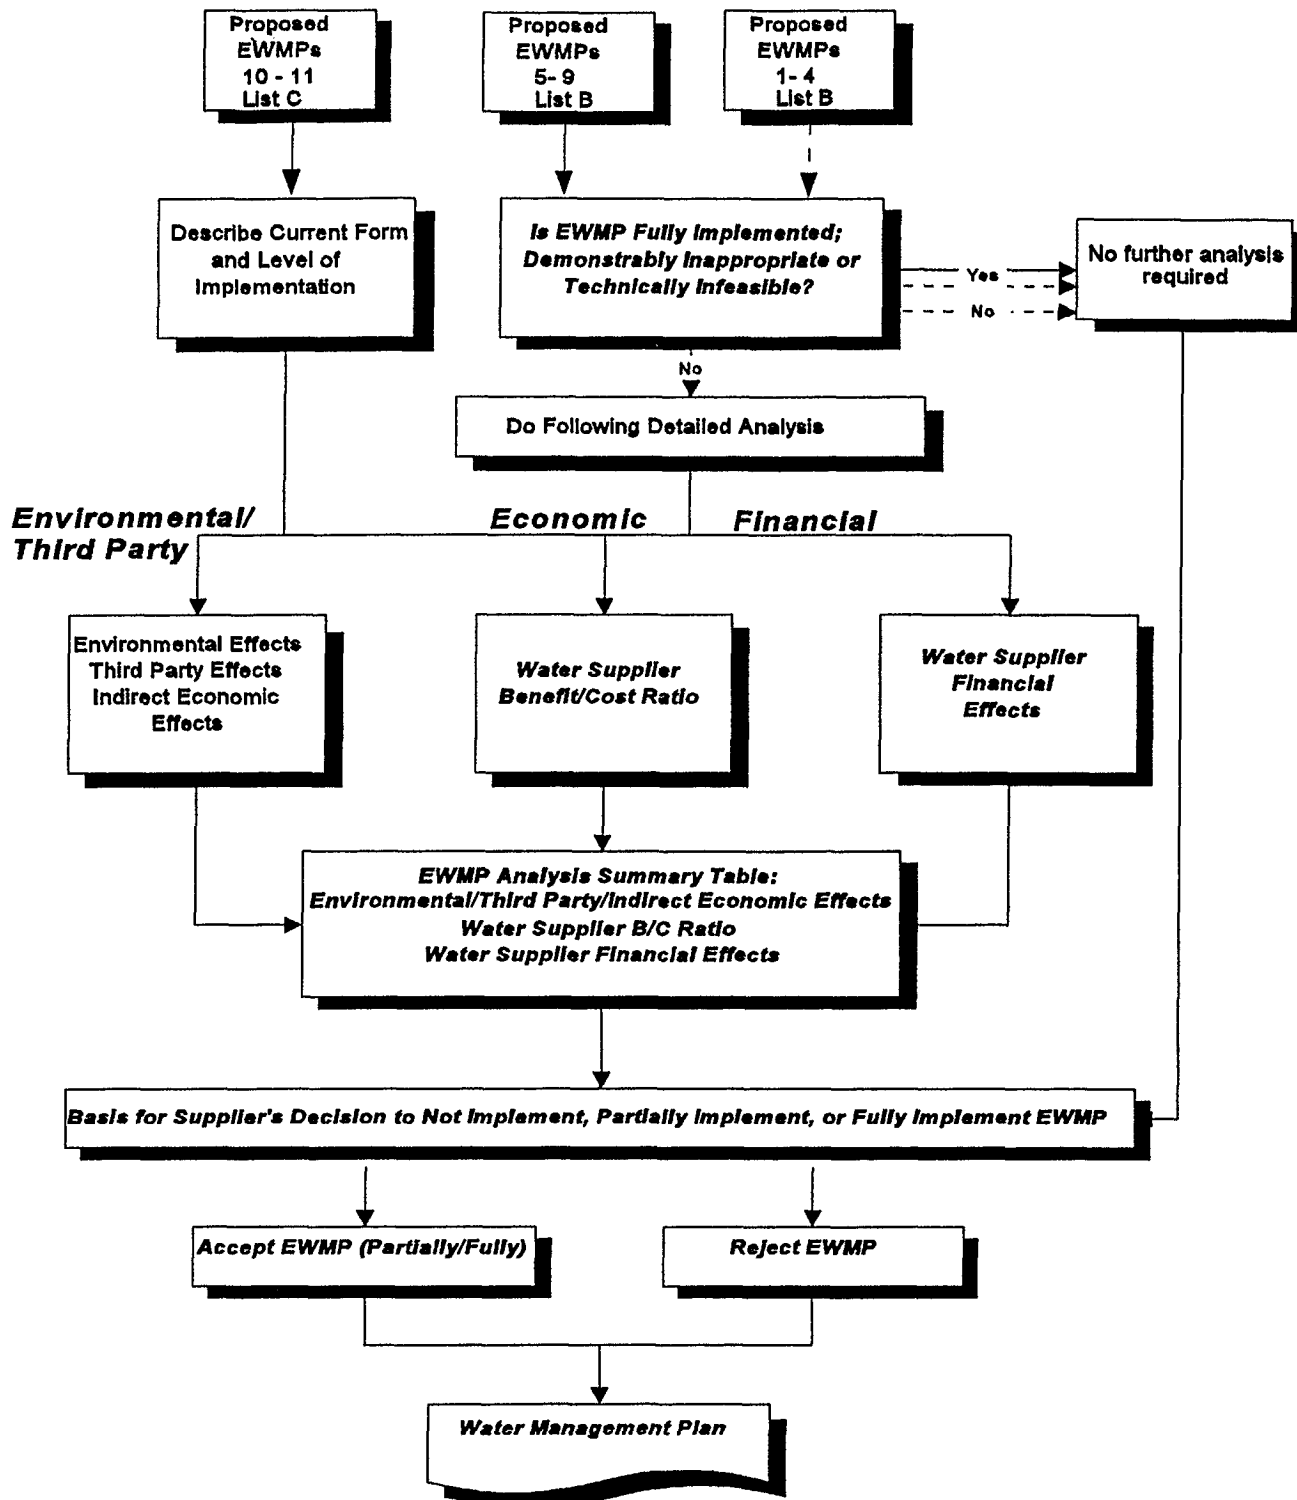 Proposed
EWMPs
10 - 11
List C
Proposed
EWMPs
5- 9
List B
Proposed
EWMPs
1- 4
List B
Describe Current Form
and Level of
Implementation
Is EWMP Fully Implemented;
Demonstrably Inappropriate or
Technically Infeasible?
Yes
No
No further analysis
required
No
Do Following Detailed Analysis
Environmental/
Third Party
Economic
Financial
Environmental Effects
Third Party Effects
Indirect Economic
Effects
Water Supplier
Benefit/Cost Ratio
Water Supplier
Financial
Effects
EWMP Analysis Summary Table:
Environmental/Third Party/Indirect Economic Effects
Water Supplier B/C Ratio
Water Supplier Financial Effects
Basis for Supplier's Decision to Not Implement, Partially Implement, or Fully Implement EWMP
Accept EWMP (Partially/Fully)
Reject EWMP
Water Management Plan